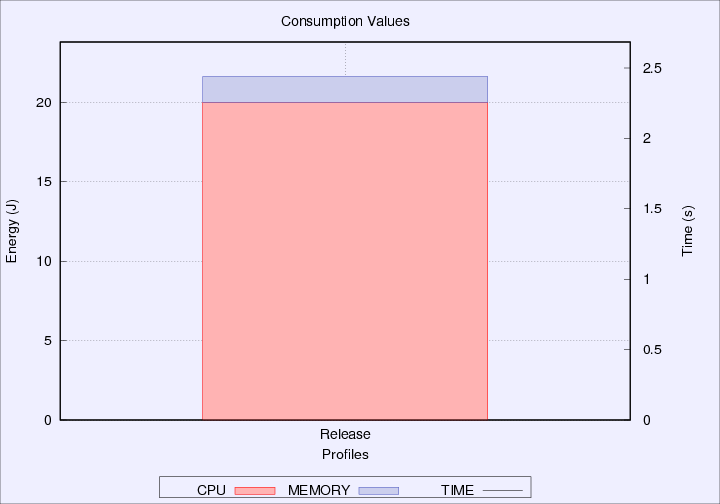 Consumption Values
Energy (J)
20
15
10
5
0
2.5
2
1.5
1
0.5
0
Time (s)
Release
Profiles
CPU MEMORY TIME